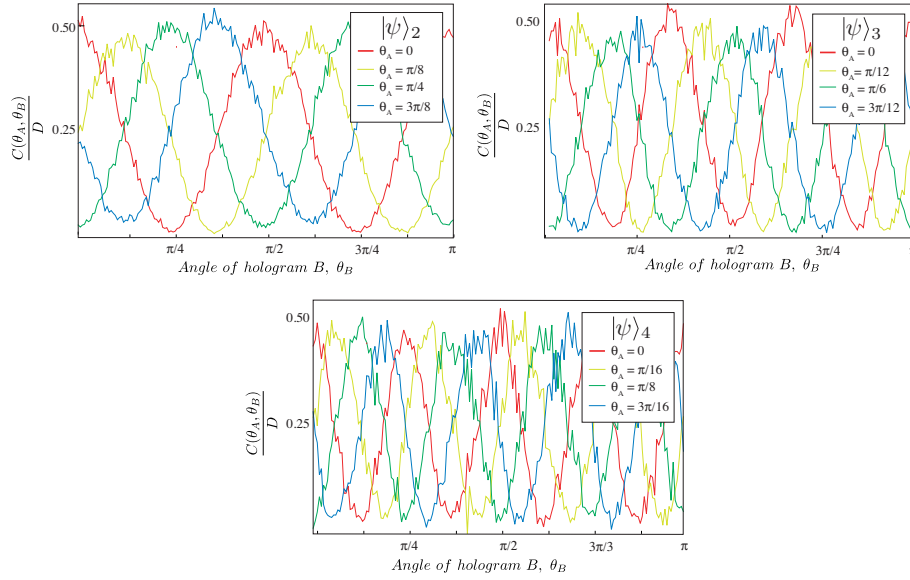 |ψ⟩2
θA = 0
θA = π/8
θA = π/4
θA = 3π/8
0.50
0.25
C(θA, θB)
D
π/4
π/2
3π/4
π
Angle of hologram B, θB
|ψ⟩3
θA = 0
θA = π/12
θA = π/6
θA = 3π/12
0.50
0.25
C(θA, θB)
D
π/4
π/2
3π/4
π
Angle of hologram B, θB
|ψ⟩4
θA = 0
θA = π/16
θA = π/8
θA = 3π/16
0.50
0.25
C(θA, θB)
D
π/4
π/2
3π/3
π
Angle of hologram B, θB